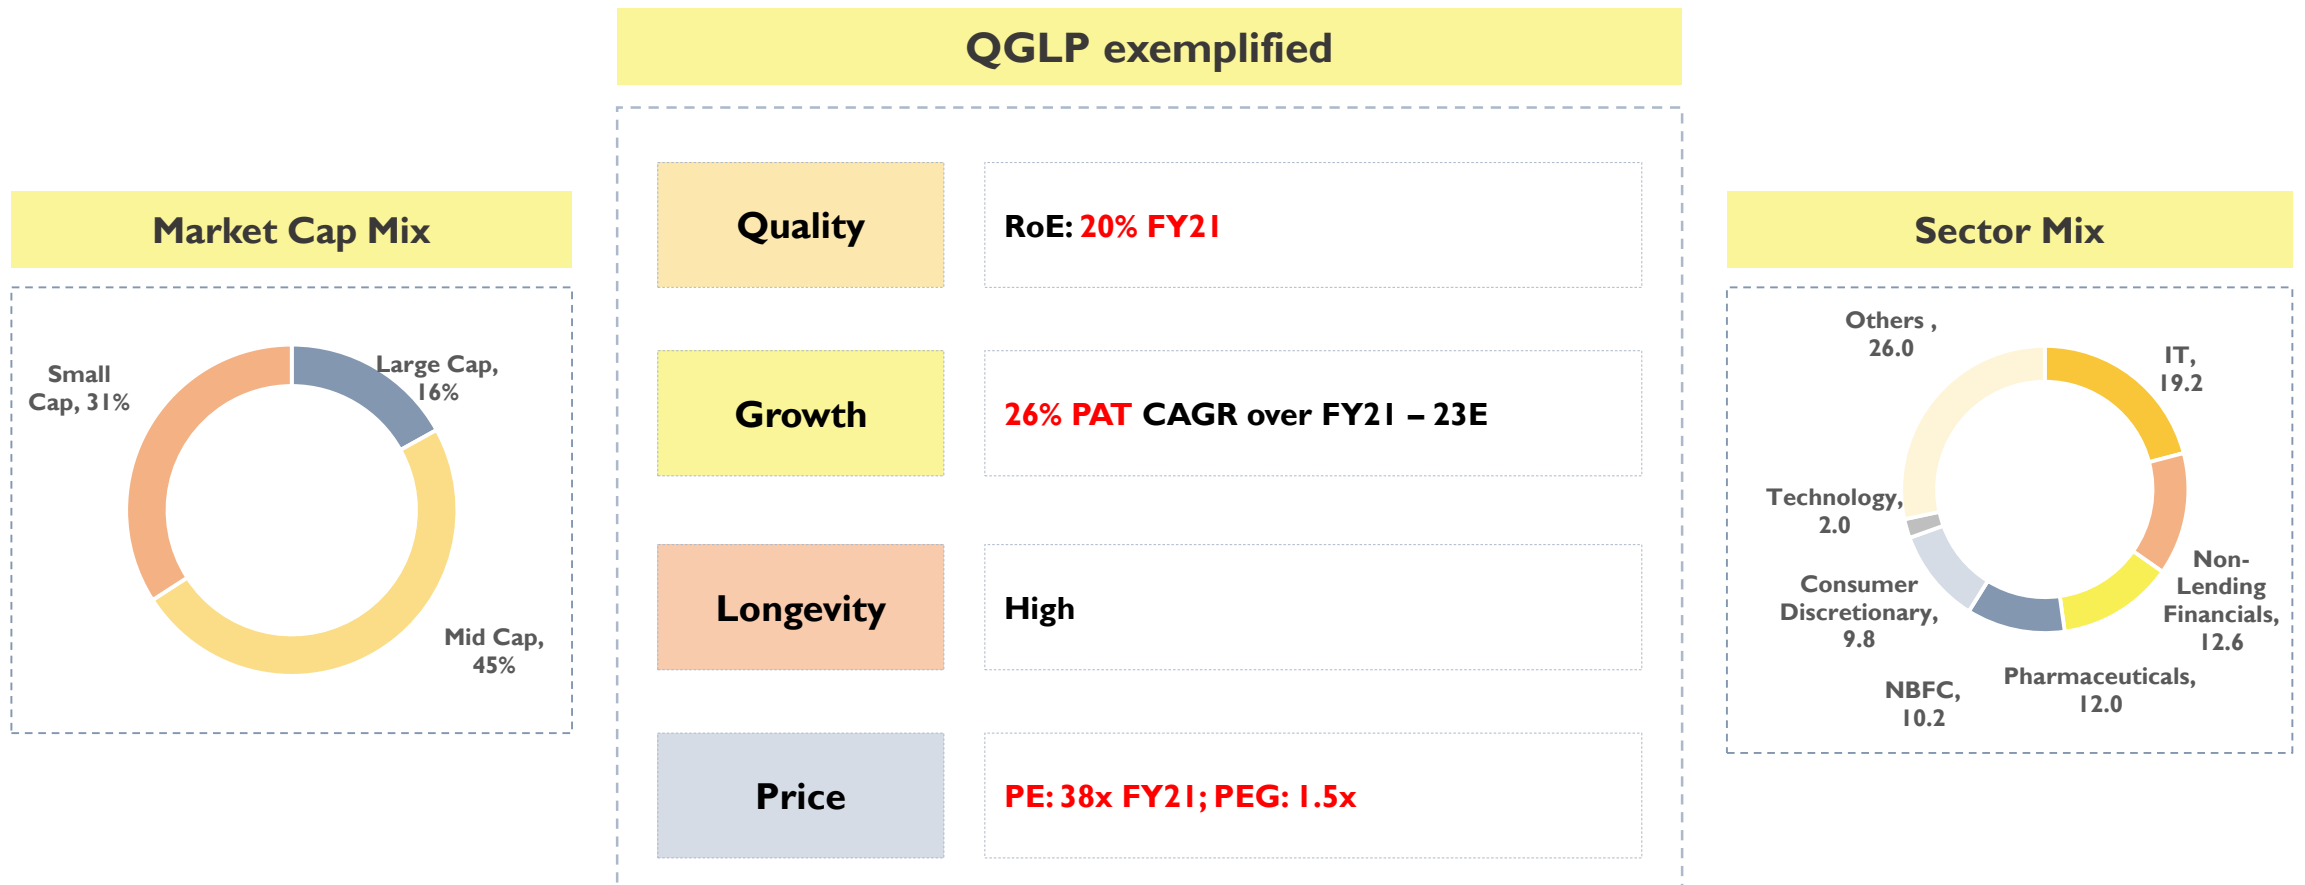 QGLP exemplified
Market Cap Mix
Small
Cap, 31%
Large Cap,
16%
Mid Cap,
45%
Quality
RoE: 20% FY21
Growth
26% PAT CAGR over FY21 – 23E
Longevity
High
Price
PE: 38x FY21; PEG: 1.5x
Sector Mix
Others ,
26.0
IT,
19.2
Technology,
2.0
Non-
Lending
Financials,
12.6
Consumer
Discretionary,
9.8
Pharmaceuticals,
12.0
NBFC,
10.2